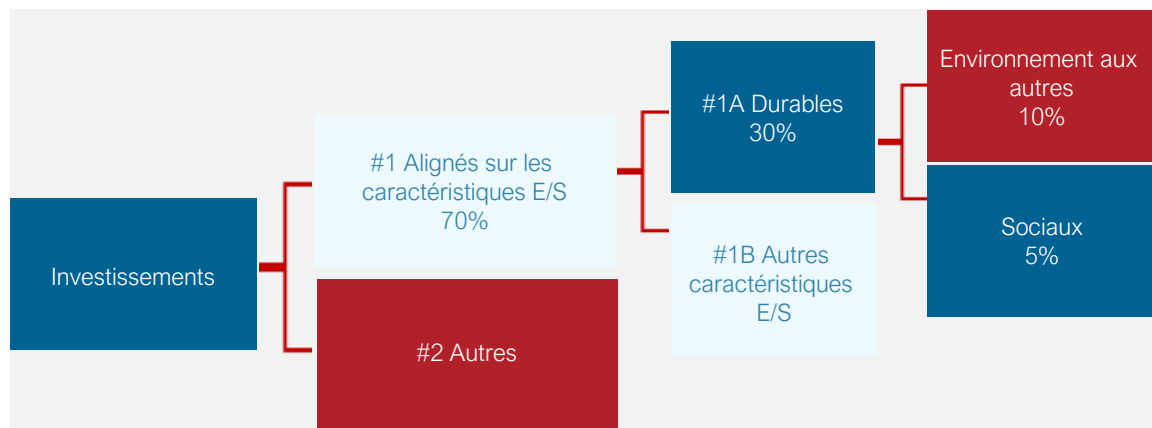 Investissements
#1 Alignés sur les
caractéristiques E/S
70%
#2 Autres
#1A Durables
30%
#1B Autres
caractéristiques
E/S
Environnement aux
autres
10%
Sociaux
5%